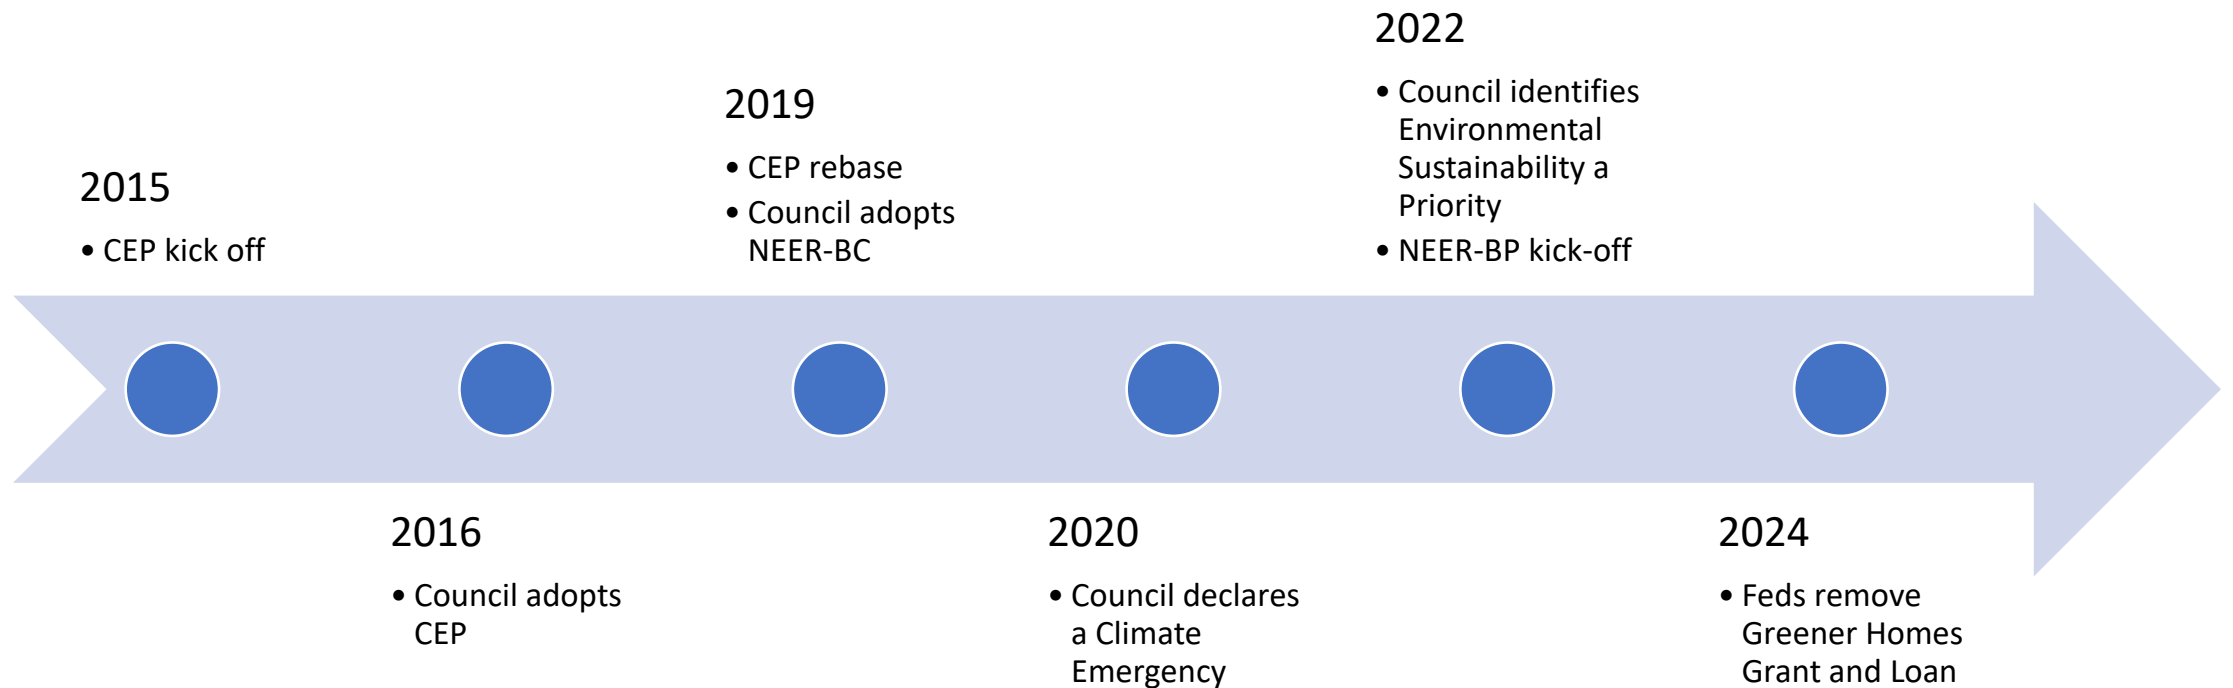 2015
• CEP kick off
2016
• Council adopts
CEP
2019
• CEP rebase
• Council adopts
NEER-BC
2020
• Council declares
a Climate
Emergency
2022
• Council identifies
Environmental
Sustainability a
Priority
• NEER-BP kick-off
2024
• Feds remove
Greener Homes
Grant and Loan